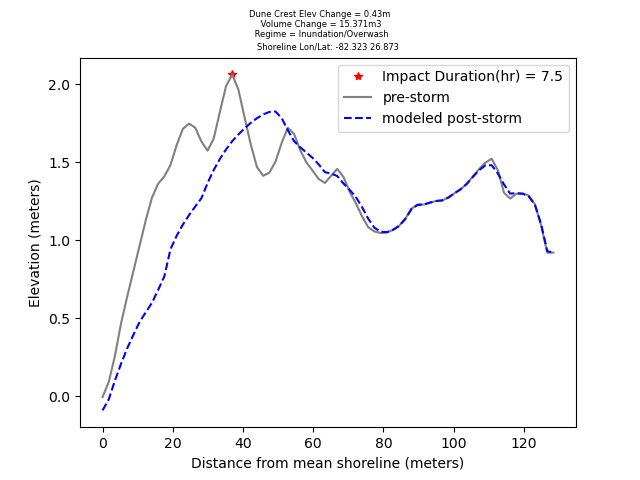 Dune Crest Elev Change = 0.43m
Volume Change = 15.371m3
Regime = Inundation/Overwash
Shoreline Lon/Lat: -82.323 26.873
Impact Duration(hr) = 7.5
pre-storm
modeled post-storm
Elevation (meters)
2.0
1.5
1.0
0.5
0.0
0 20 40 60 80 100 120
Distance from mean shoreline (meters)